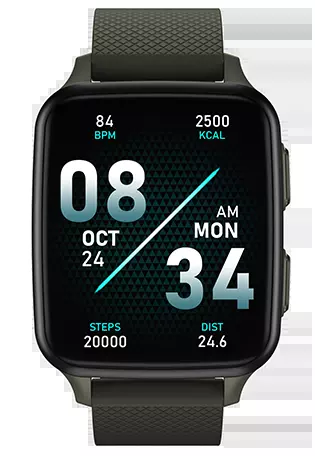 84
BPM
2500
KCAL
08
AM
OCT
MON
24
34
STEPS
DIST
20000
24.6